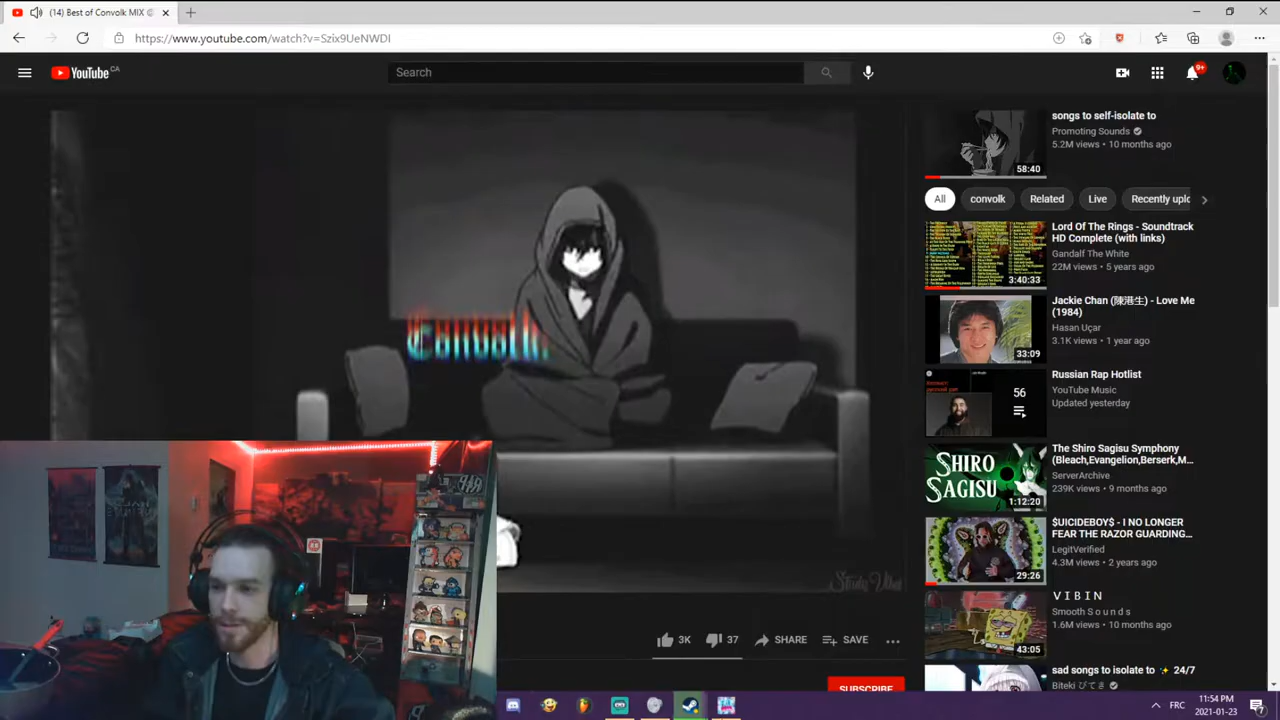 (14) Best of Convolk MIX
https://www.youtube.com/watch?v=Szix9UeNWDI
YouTube CA
Search
9+
Convolk.
songs to self-isolate to
Promoting Sounds
5.2M views • 10 months ago
58:40
All
convolk
Related
Live
Recently uplo
Lord Of The Rings - Soundtrack
HD Complete (with links)
Gandalf The White
22M views • 5 years ago
3:40:33
Jackie Chan (陳港生) - Love Me
(1984)
Hasan Uçar
3.1K views • 1 year ago
33:09
Russian Rap Hotlist
YouTube Music
Updated yesterday
56
The Shiro Sagisu Symphony
(Bleach,Evangelion,Berserk,M...
ServerArchive
239K views • 9 months ago
SHIRO
SAGISU
1:12:20
$UICIDEBOY$ - I NO LONGER
FEAR THE RAZOR GUARDING...
LegitVerified
4.3M views • 2 years ago
29:26
V I B I N
Smooth S o u n d s
1.6M views • 10 months ago
43:05
sad songs to isolate to ✨ 24/7
Biteki びてき
3K
37
SHARE
SAVE
SUBSCRIBE
FRC
11:54 PM
2021-01-23
7